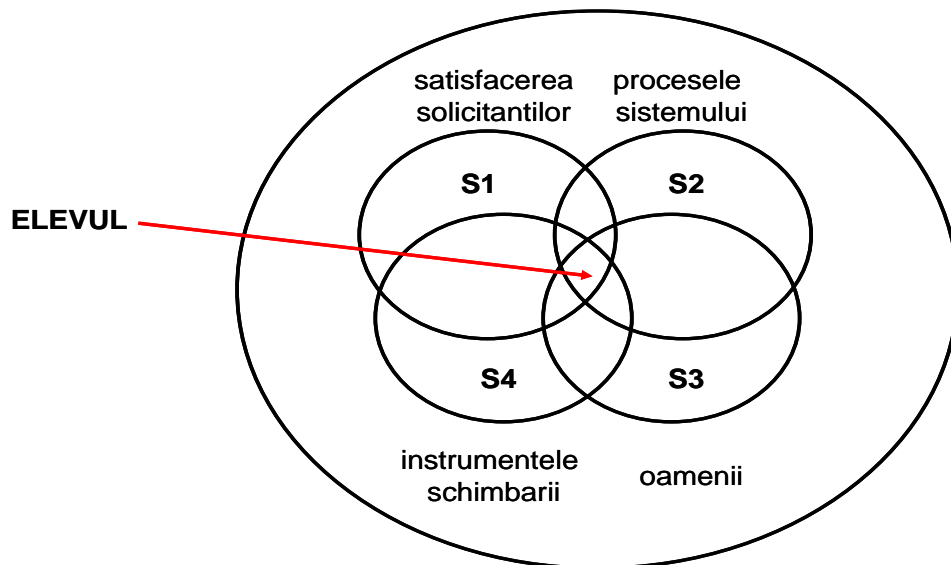 satisfacerea
solicitantilor
procesele
sistemului
S1
S2
ELEVUL
S4
S3
instrumentele
schimbarii
oamenii